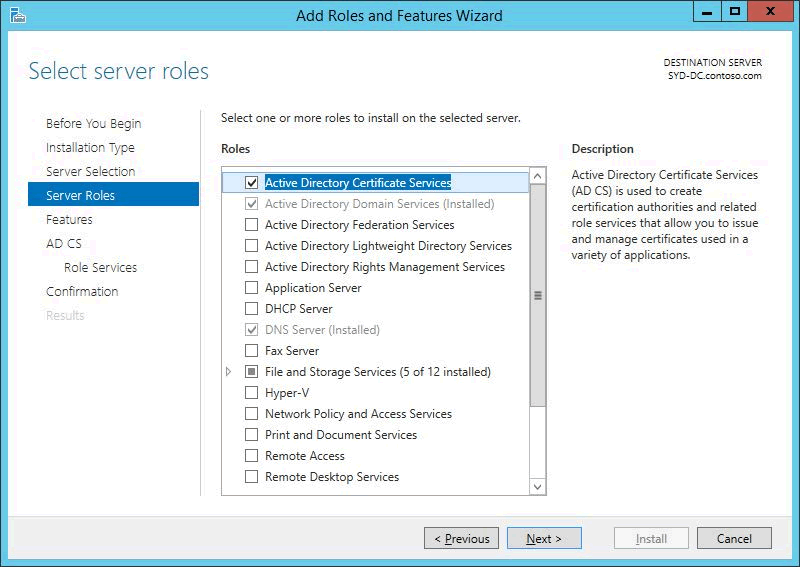 Add Roles and Features Wizard
Select server roles
DESTINATION SERVER
SYD-DC.contoso.com
Before You Begin
Installation Type
Server Selection
Server Roles
Features
AD CS
Role Services
Confirmation
Results
Select one or more roles to install on the selected server.
Roles
Active Directory Certificate Services
Active Directory Domain Services (Installed)
Active Directory Federation Services
Active Directory Lightweight Directory Services
Active Directory Rights Management Services
Application Server
DHCP Server
DNS Server (Installed)
Fax Server
File and Storage Services (5 of 12 installed)
Hyper-V
Network Policy and Access Services
Print and Document Services
Remote Access
Remote Desktop Services
Description
Active Directory Certificate Services
(AD CS) is used to create
certification authorities and related
role services that allow you to issue
and manage certificates used in a
variety of applications.
< Previous
Next >
Install
Cancel